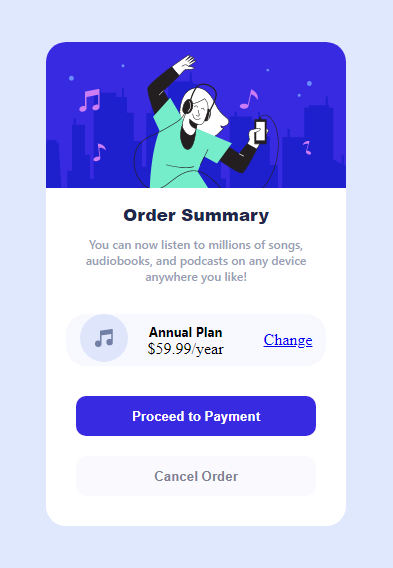 Order Summary
You can now listen to millions of songs,
audiobooks, and podcasts on any device
anywhere you like!
Annual Plan
$59.99/year
Change
Proceed to Payment
Cancel Order